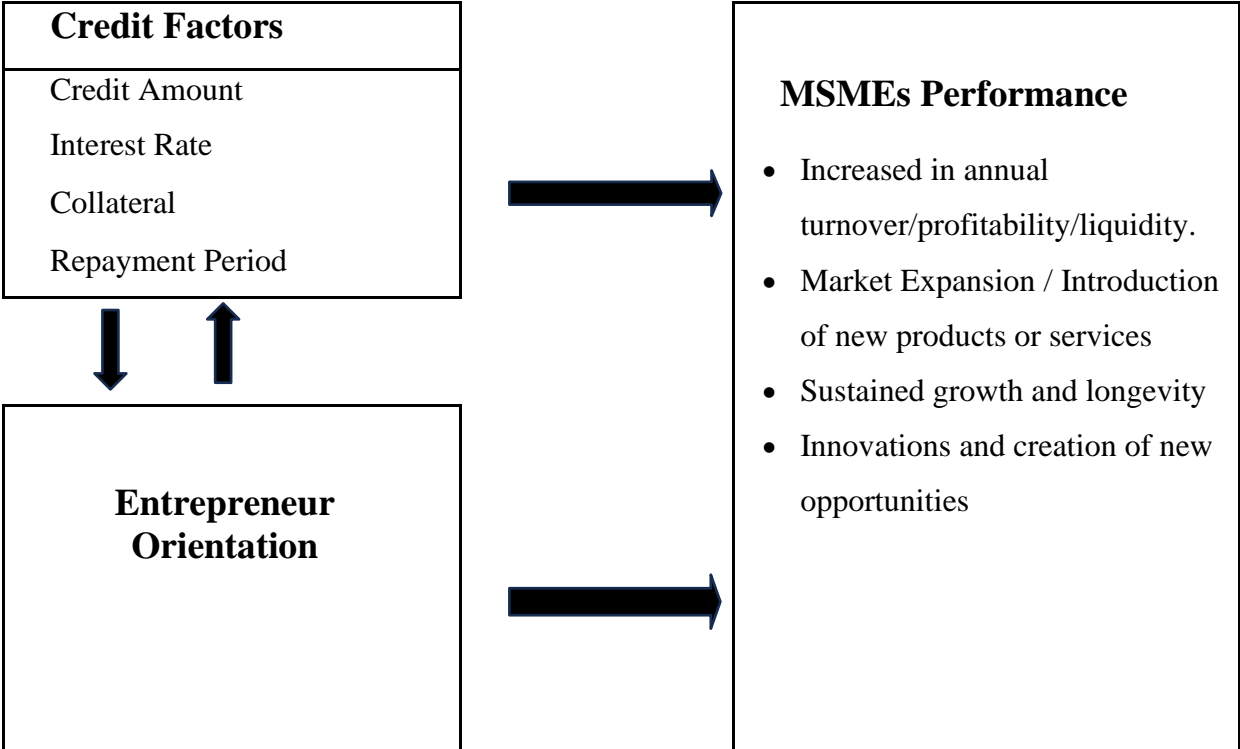 Credit Factors
Credit Amount
Interest Rate
Collateral
Repayment Period
Entrepreneur
Orientation
MSMEs Performance
• Increased in annual
turnover/profitability/liquidity.
• Market Expansion / Introduction
of new products or services
• Sustained growth and longevity
• Innovations and creation of new
opportunities